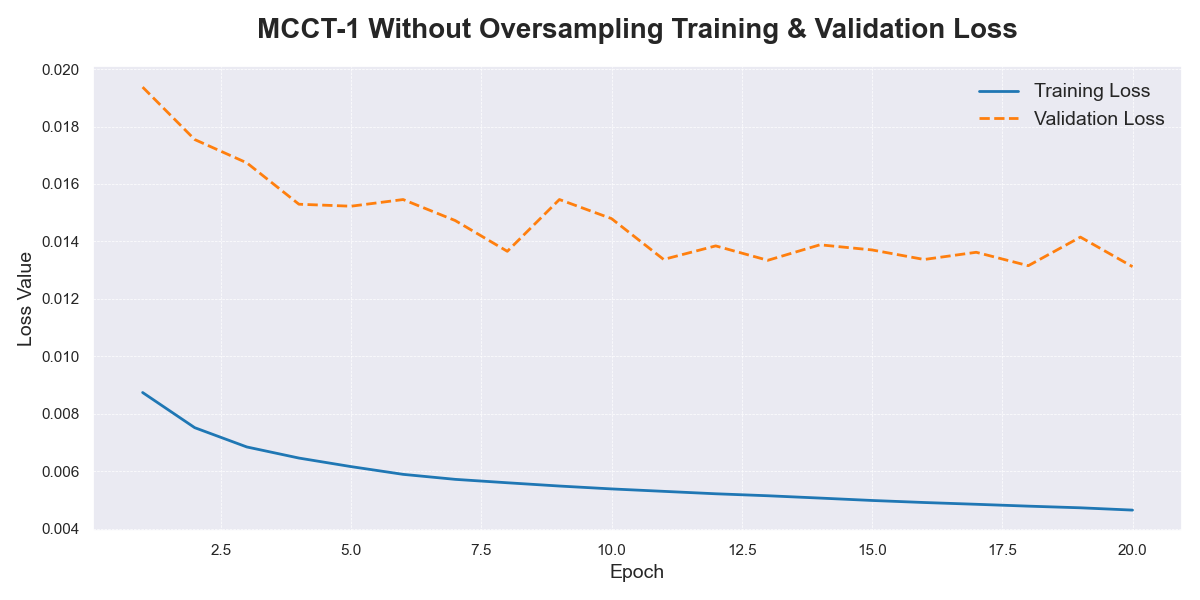 MCCT-1 Without Oversampling Training & Validation Loss
Training Loss
Validation Loss
Loss Value
0.020
0.018
0.016
0.014
0.012
0.010
0.008
0.006
0.004
2.5 5.0 7.5 10.0 12.5 15.0 17.5 20.0
Epoch